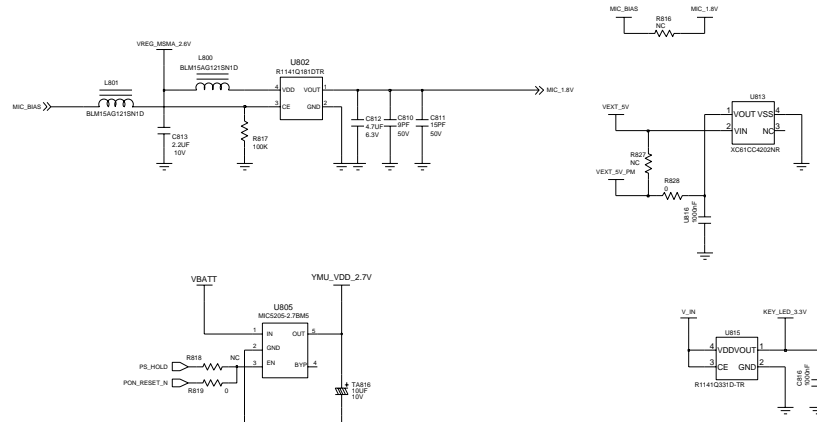 MIC_BIAS
MIC_1.8V
R816
NC
VREG_MSMA_2.6V
L800
BLM15AG121SN1D
U802
R1141Q181DTR
L801
BLM15AG121SN1D
4 VDD VOUT 1
3 CE GND 2
MIC_BIAS
MIC_1.8V
C813
2.2UF
10V
R817
100K
C812
4.7UF
6.3V
C810
9PF
50V
C811
15PF
50V
U813
VEXT_5V
1 VOUT VSS 4
2 VIN NC 3
XC61CC4202NR
R827
NC
VEXT_5V_PM
R828
0
U816
1000nF
VBATT
YMU_VDD_2.7V
U805
MIC5205-2.7BM5
1 IN OUT 5
2 GND
3 EN BYP 4
R818
NC
PS_HOLD
PON_RESET_N
R819
0
TA816
10UF
10V
V_IN
KEY_LED_3.3V
U815
4 VDD VOUT 1
3 CE GND 2
R1141Q331D-TR
C816
1000nF